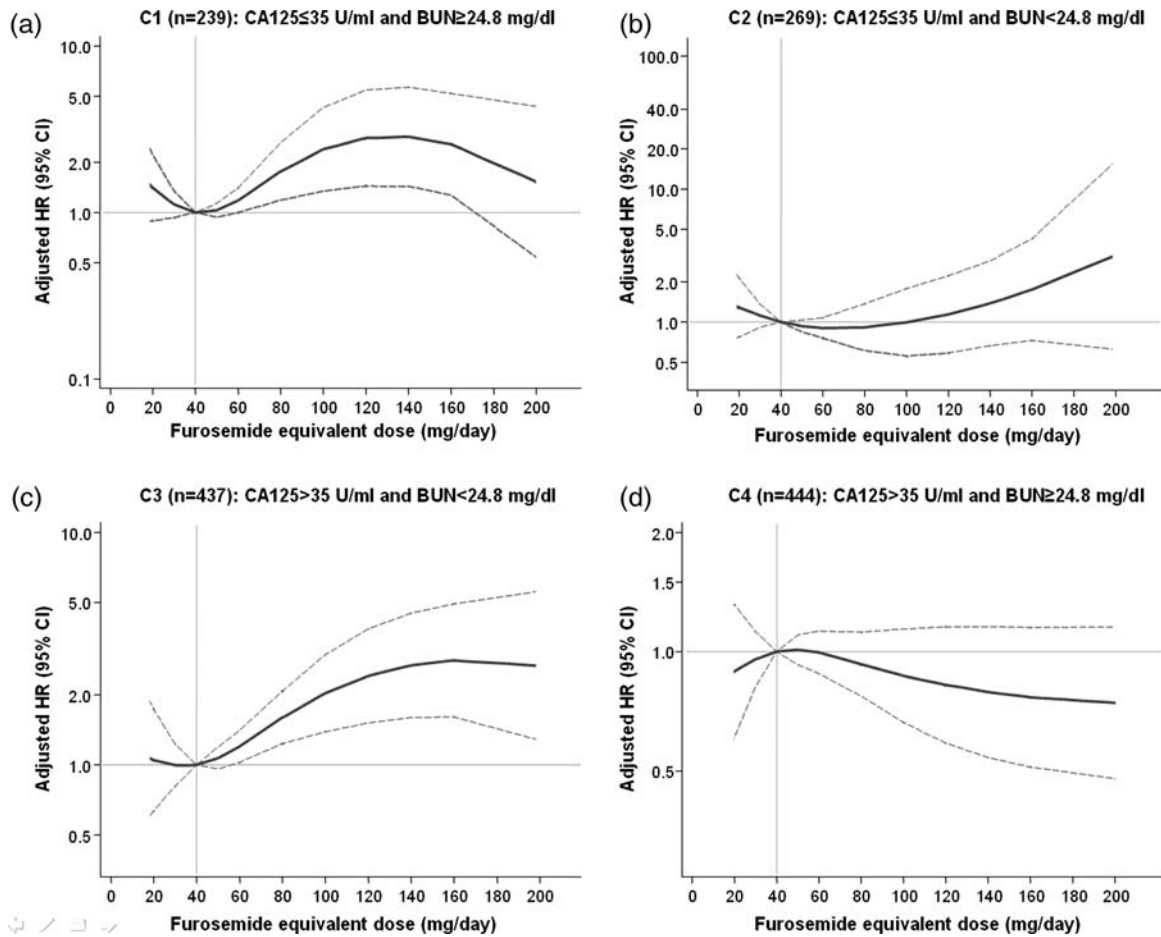 (a)
C1 (n=239): CA125≤35 U/ml and BUN≥24.8 mg/dl
10.0
5.0
2.0
1.0
0.5
0.1
Adjusted HR (95% CI)
0 20 40 60 80 100 120 140 160 180 200
Furosemide equivalent dose (mg/day)
(b)
C2 (n=269): CA125≤35 U/ml and BUN<24.8 mg/dl
100.0
40.0
20.0
10.0
5.0
2.0
1.0
0.5
Adjusted HR (95% CI)
0 20 40 60 80 100 120 140 160 180 200
Furosemide equivalent dose (mg/day)
(c)
C3 (n=437): CA125>35 U/ml and BUN<24.8 mg/dl
10.0
5.0
2.0
1.0
0.5
Adjusted HR (95% CI)
0 20 40 60 80 100 120 140 160 180 200
Furosemide equivalent dose (mg/day)
(d)
C4 (n=444): CA125>35 U/ml and BUN≥24.8 mg/dl
2.0
1.5
1.0
0.5
Adjusted HR (95% CI)
0 20 40 60 80 100 120 140 160 180 200
Furosemide equivalent dose (mg/day)